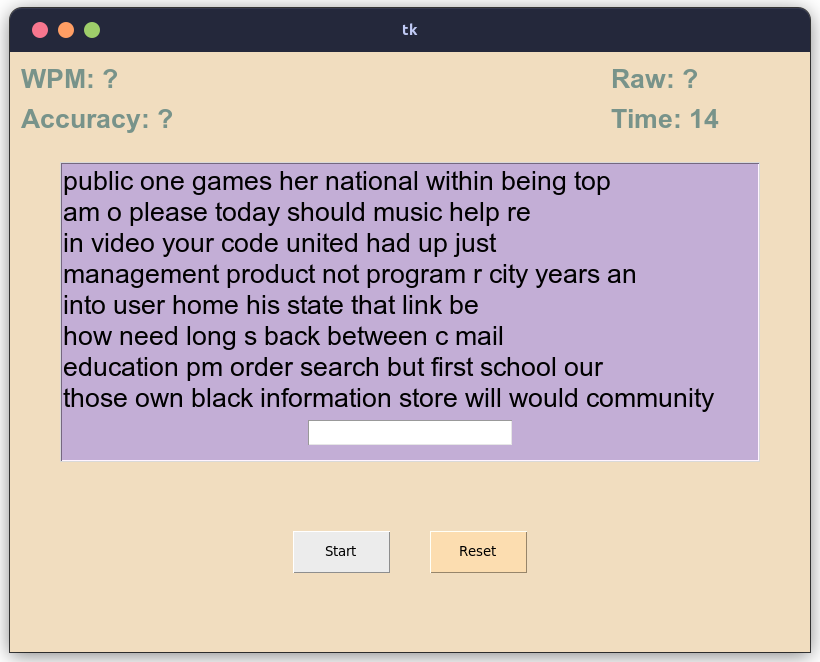 tk
WPM: ?
Raw: ?
Accuracy: ?
Time: 14
public one games her national within being top
am o please today should music help re
in video your code united had up just
management product not program r city years an
into user home his state that link be
how need long s back between c mail
education pm order search but first school our
those own black information store will would community
Start
Reset